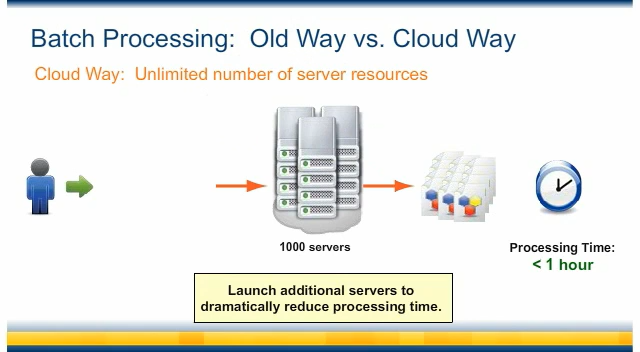 Batch Processing: Old Way vs. Cloud Way
Cloud Way: Unlimited number of server resources
1000 servers
Processing Time:
< 1 hour
Launch additional servers to
dramatically reduce processing time.